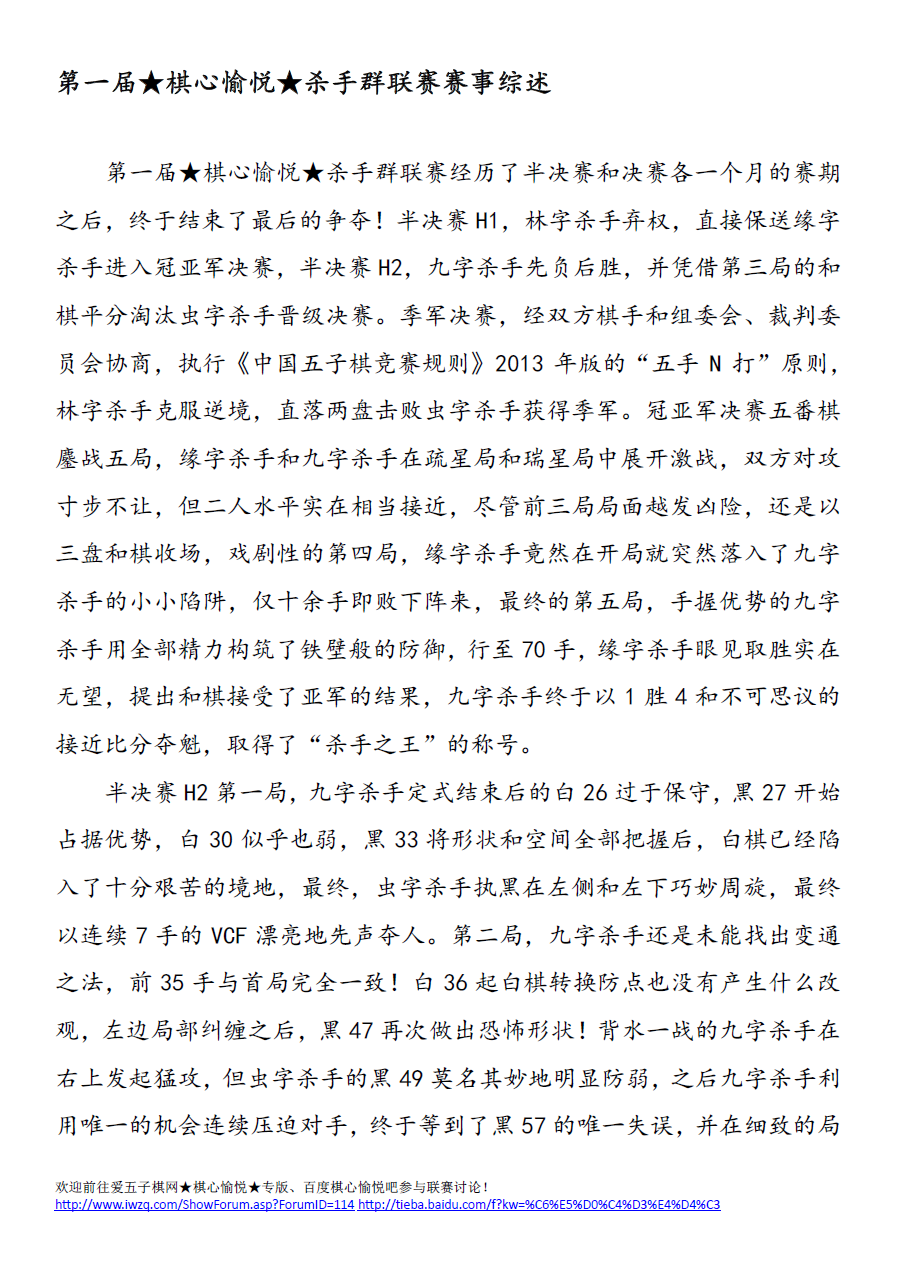 第一届★棋心愉悦★杀手群联赛赛事综述
第一届★棋心愉悦★杀手群联赛经历了半决赛和决赛各一个月的赛期
之后，终于结束了最后的争夺！半决赛 H1，林字杀手弃权，直接保送缘字
杀手进入冠亚军决赛，半决赛 H2，九字杀手先负后胜，并凭借第三局的和
棋平分淘汰虫字杀手晋级决赛。季军决赛，经双方棋手和组委会、裁判委
员会协商，执行《中国五子棋竞赛规则》2013 年版的“五手 N 打”原则，
林字杀手克服逆境，直落两盘击败虫字杀手获得季军。冠亚军决赛五番棋
鏖战五局，缘字杀手和九字杀手在疏星局和瑞星局中展开激战，双方对攻
寸步不让，但二人水平实在相当接近，尽管前三局局面越发凶险，还是以
三盘和棋收场，戏剧性的第四局，缘字杀手竟然在开局就突然落入了九字
杀手的小小陷阱，仅十余手即败下阵来，最终的第五局，手握优势的九字
杀手用全部精力构筑了铁壁般的防御，行至 70 手，缘字杀手眼见取胜实在
无望，提出和棋接受了亚军的结果，九字杀手终于以 1 胜 4 和不可思议的
接近比分夺魁，取得了“杀手之王”的称号。
半决赛 H2 第一局，九字杀手定式结束后的白 26 过于保守，黑 27 开始
占据优势，白 30 似乎也弱，黑 33 将形状和空间全部把握后，白棋已经陷
入了十分艰苦的境地，最终，虫字杀手执黑在左侧和左下巧妙周旋，最终
以连续 7 手的 VCF 漂亮地先声夺人。第二局，九字杀手还是未能找出变通
之法，前 35 手与首局完全一致！白 36 起白棋转换防点也没有产生什么改
观，左边局部纠缠之后，黑 47 再次做出恐怖形状！背水一战的九字杀手在
右上发起猛攻，但虫字杀手的黑 49 莫名其妙地明显防弱，之后九字杀手利
用唯一的机会连续压迫对手，终于等到了黑 57 的唯一失误，并在细致的局
欢迎前往爱五子棋网★棋心愉悦★专版、百度棋心愉悦吧参与联赛讨论！
http://www.iwzq.com/ShowForum.asp?ForumID=114 http://tieba.baidu.com/f?kw=%C6%E5%D0%C4%D3%E4%D4%C3